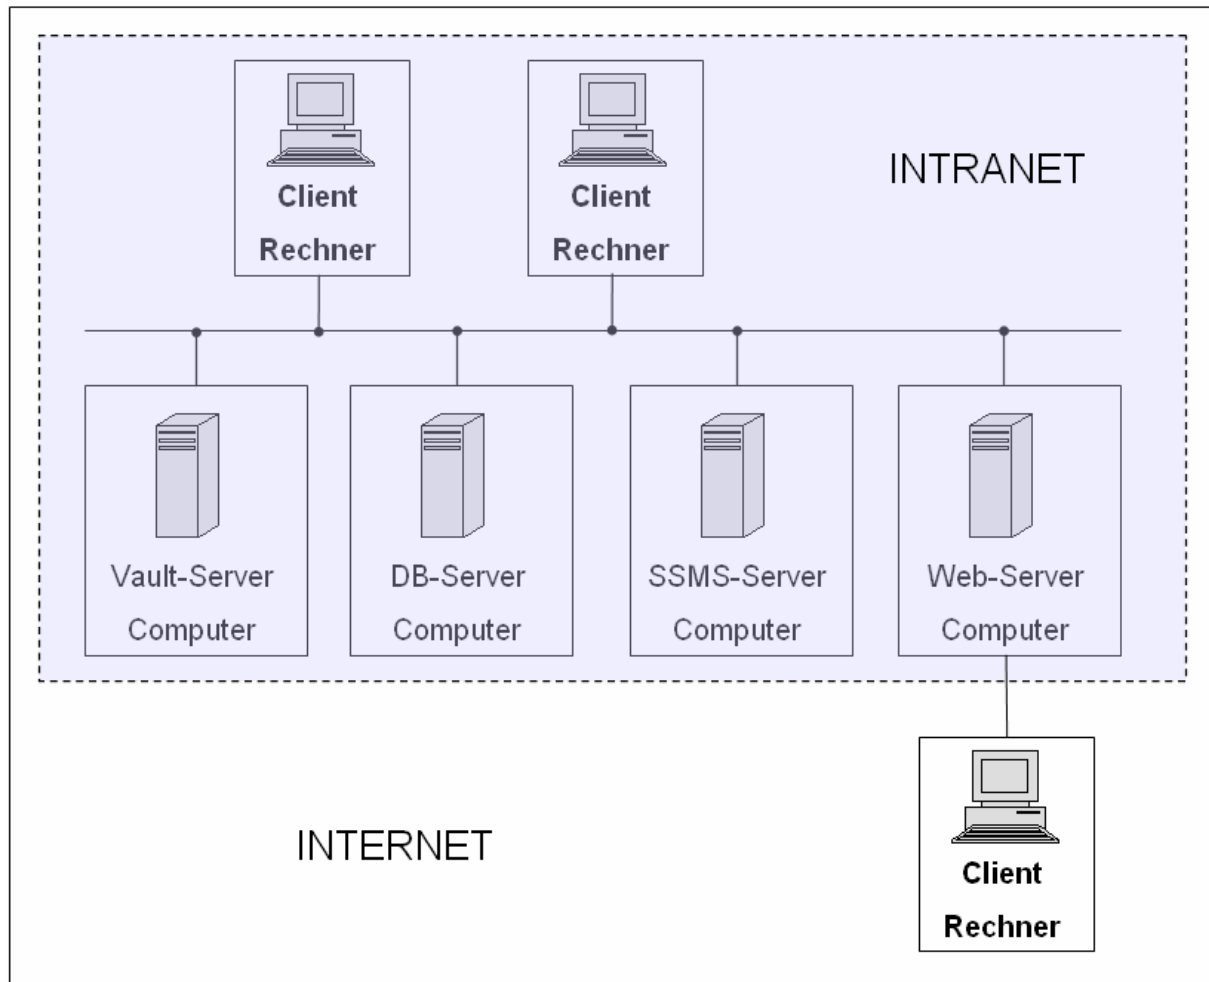 INTRANET
Client
Rechner
Client
Rechner
Vault-Server
Computer
DB-Server
Computer
SSMS-Server
Computer
Web-Server
Computer
INTERNET
Client
Rechner